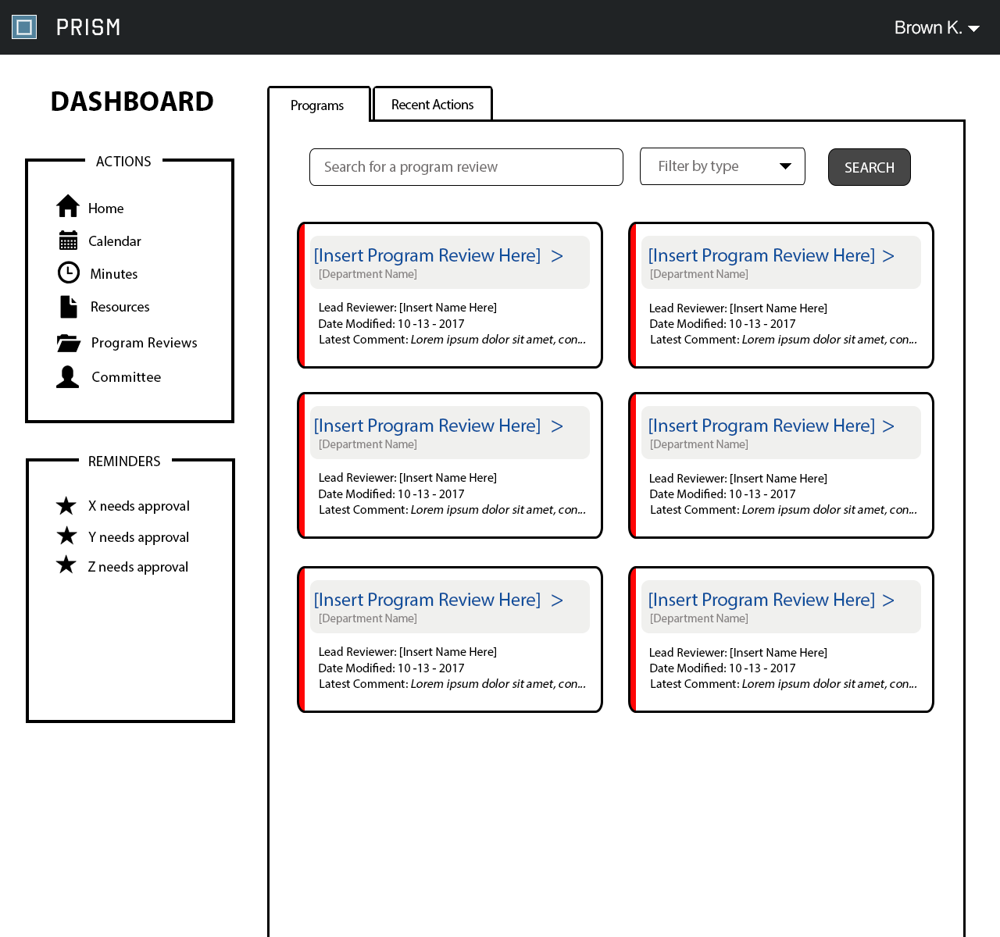 PRISM
Brown K.
DASHBOARD
ACTIONS
Home
Calendar
Minutes
Resources
Program Reviews
Committee
REMINDERS
X needs approval
Y needs approval
Z needs approval
Programs
Recent Actions
Search for a program review
Filter by type
SEARCH
[Insert Program Review Here] >
[Department Name]
Lead Reviewer: [Insert Name Here]
Date Modified: 10 -13 - 2017
Latest Comment: Lorem ipsum dolor sit amet, con...
[Insert Program Review Here] >
[Department Name]
Lead Reviewer: [Insert Name Here]
Date Modified: 10 -13 - 2017
Latest Comment: Lorem ipsum dolor sit amet, con...
[Insert Program Review Here] >
[Department Name]
Lead Reviewer: [Insert Name Here]
Date Modified: 10 -13 - 2017
Latest Comment: Lorem ipsum dolor sit amet, con...
[Insert Program Review Here] >
[Department Name]
Lead Reviewer: [Insert Name Here]
Date Modified: 10 -13 - 2017
Latest Comment: Lorem ipsum dolor sit amet, con...
[Insert Program Review Here] >
[Department Name]
Lead Reviewer: [Insert Name Here]
Date Modified: 10 -13 - 2017
Latest Comment: Lorem ipsum dolor sit amet, con...
[Insert Program Review Here] >
[Department Name]
Lead Reviewer: [Insert Name Here]
Date Modified: 10 -13 - 2017
Latest Comment: Lorem ipsum dolor sit amet, con...